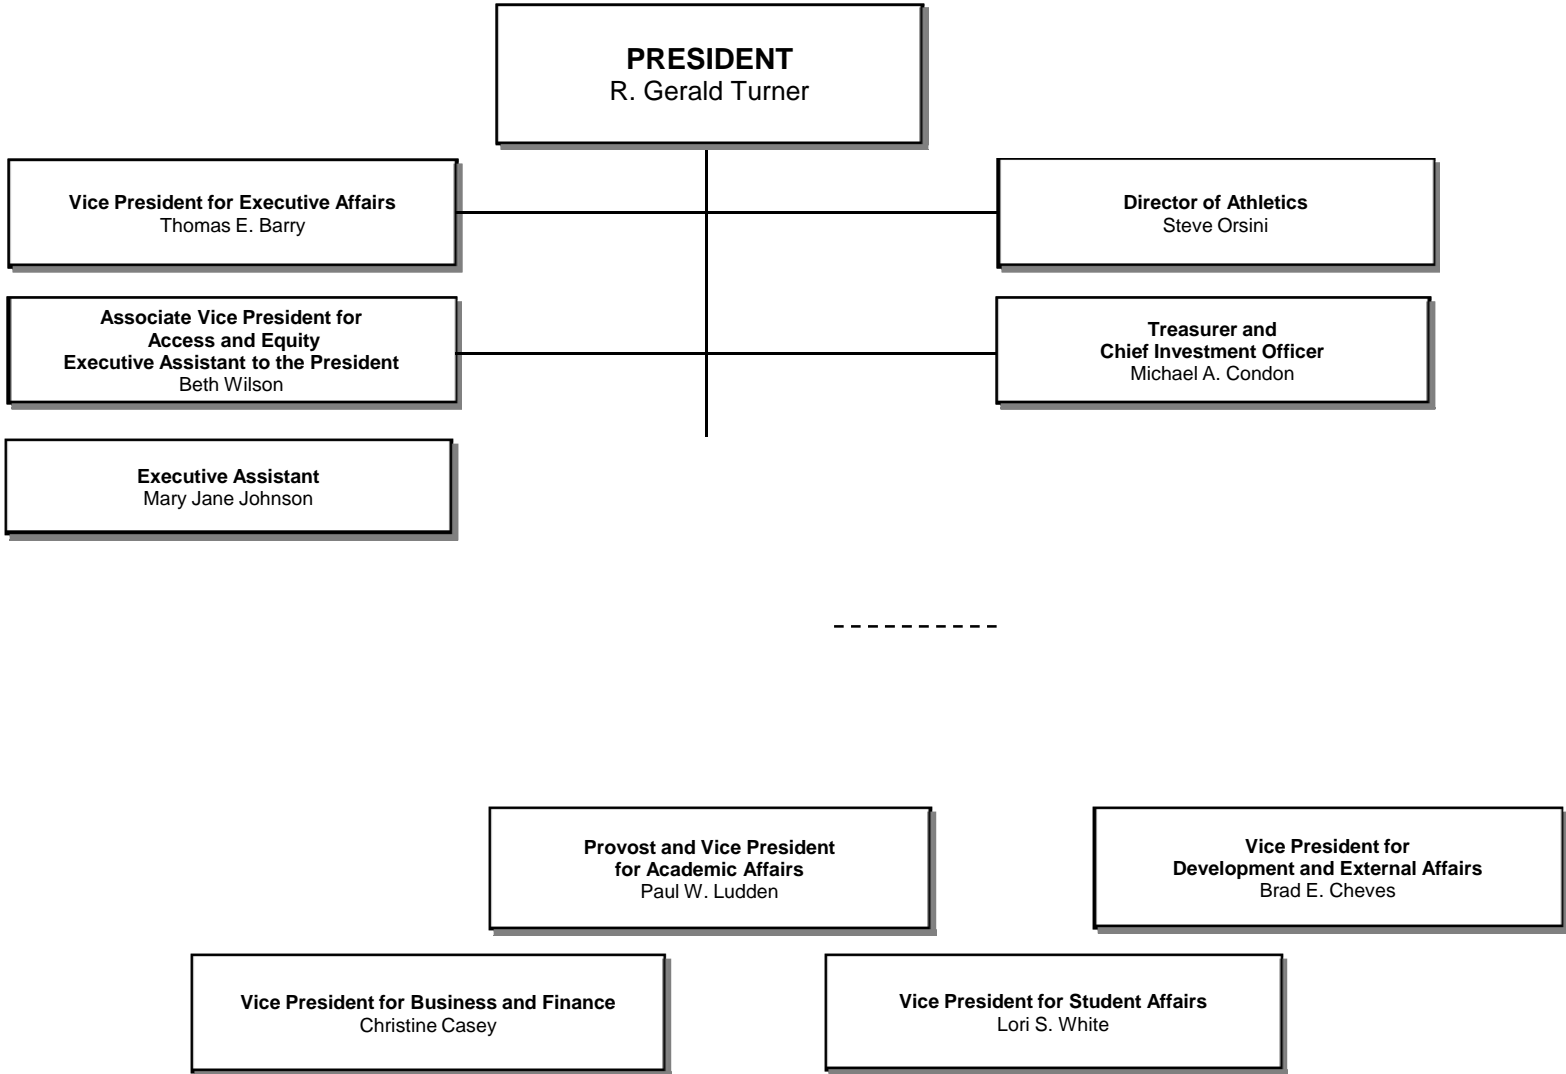 PRESIDENT
R. Gerald Turner
Vice President for Executive Affairs
Thomas E. Barry
Director of Athletics
Steve Orsini
Associate Vice President for
Access and Equity
Executive Assistant to the President
Beth Wilson
Treasurer and
Chief Investment Officer
Michael A. Condon
Executive Assistant
Mary Jane Johnson
Provost and Vice President
for Academic Affairs
Paul W. Ludden
Vice President for
Development and External Affairs
Brad E. Cheves
Vice President for Business and Finance
Christine Casey
Vice President for Student Affairs
Lori S. White